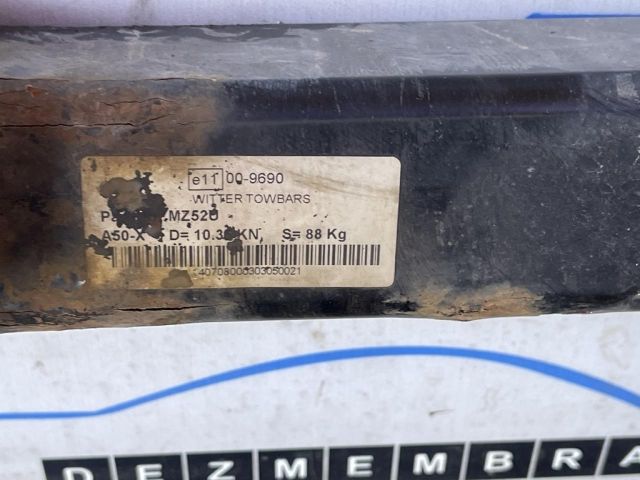 e11 00-9690
WITTER TOWBARS
MZ52U
A50-X D= 10.3 KN, S= 88 Kg
40708000303050021
DEZMEMBRA